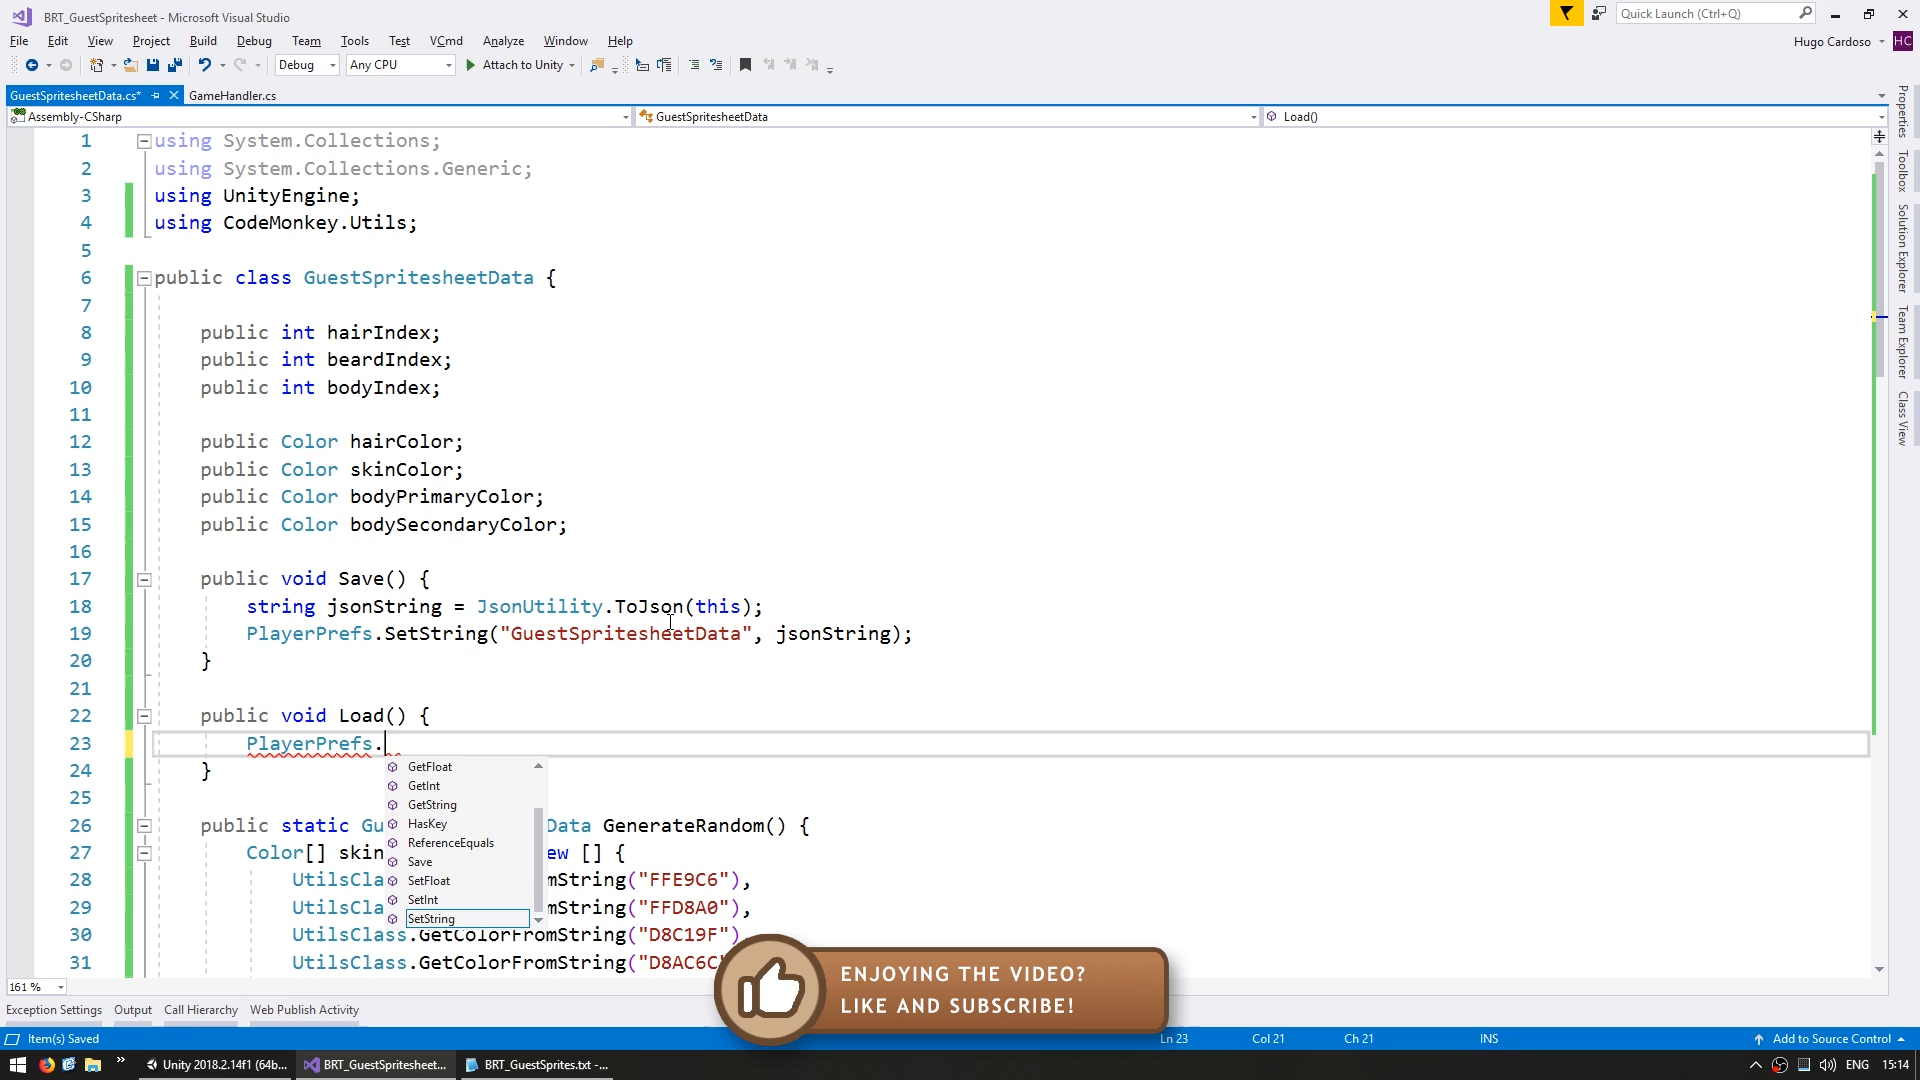 BRT_GuestSpritesheet - Microsoft Visual Studio
Quick Launch (Ctrl+Q)
File Edit View Project Build Debug Team Tools Test VCmd Analyze Window Help
Hugo Cardoso
HC
Debug
Any CPU
Attach to Unity
GuestSpritesheetData.cs*
GameHandler.cs
Assembly-CSharp
GuestSpritesheetData
Load()
1 using System.Collections;
2 using System.Collections.Generic;
3 using UnityEngine;
4 using CodeMonkey.Utils;
5
6 public class GuestSpritesheetData {
7
8 public int hairIndex;
9 public int beardIndex;
10 public int bodyIndex;
11
12 public Color hairColor;
13 public Color skinColor;
14 public Color bodyPrimaryColor;
15 public Color bodySecondaryColor;
16
17 public void Save() {
18 string jsonString = JsonUtility.ToJson(this);
19 PlayerPrefs.SetString("GuestSpritesheetData", jsonString);
20 }
21
22 public void Load() {
23 PlayerPrefs.
24 }
25
26 public static Gu Data GenerateRandom() {
27 Color[] skin ew [] {
28 UtilsCla mString("FFE9C6"),
29 UtilsCla mString("FFD8A0"),
30 UtilsClass.GetColorFromString("D8C19F")
31 UtilsClass.GetColorFromString("D8AC6C"
GetFloat
GetInt
GetString
HasKey
ReferenceEquals
Save
SetFloat
SetInt
SetString
Properties
Toolbox
Solution Explorer
Team Explorer
Class View
ENJOYING THE VIDEO?
LIKE AND SUBSCRIBE!
161 %
Exception Settings Output Call Hierarchy Web Publish Activity
Item(s) Saved
Ln 23
Col 21
Ch 21
INS
Add to Source Control
Unity 2018.2.14f1 (64b...
BRT_GuestSpritesheet...
BRT_GuestSprites.txt -...
ENG
15:14